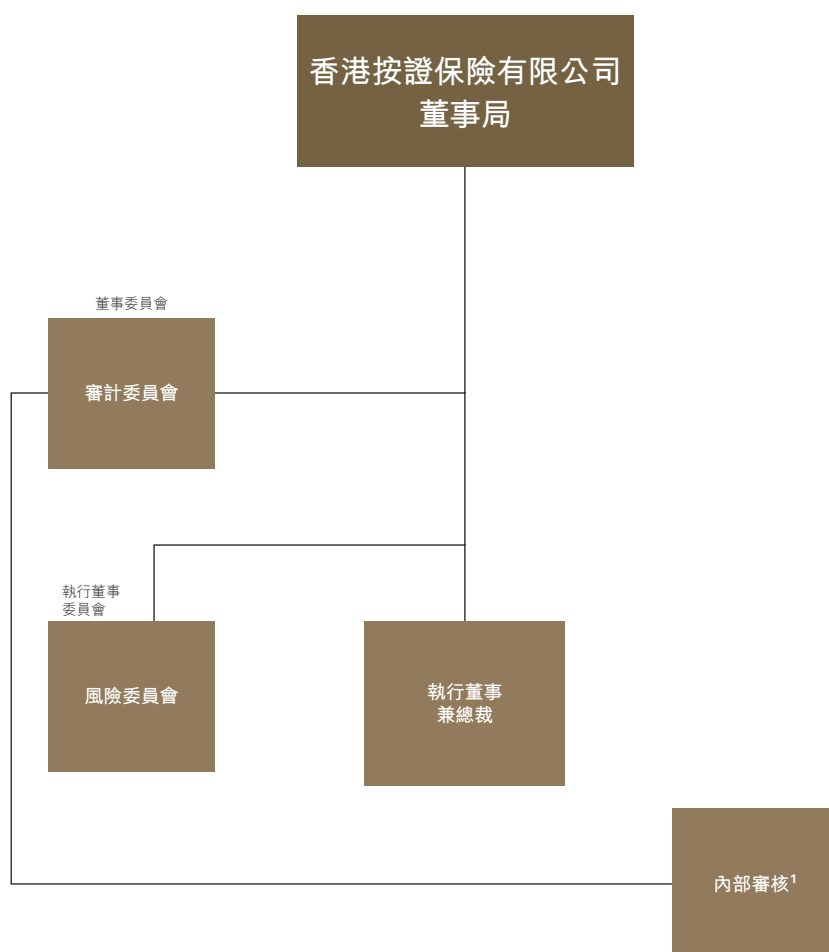 香港按證保險有限公司
董事局
董事委員會
審計委員會
執行董事
委員會
風險委員會
執行董事
兼總裁
內部審核¹